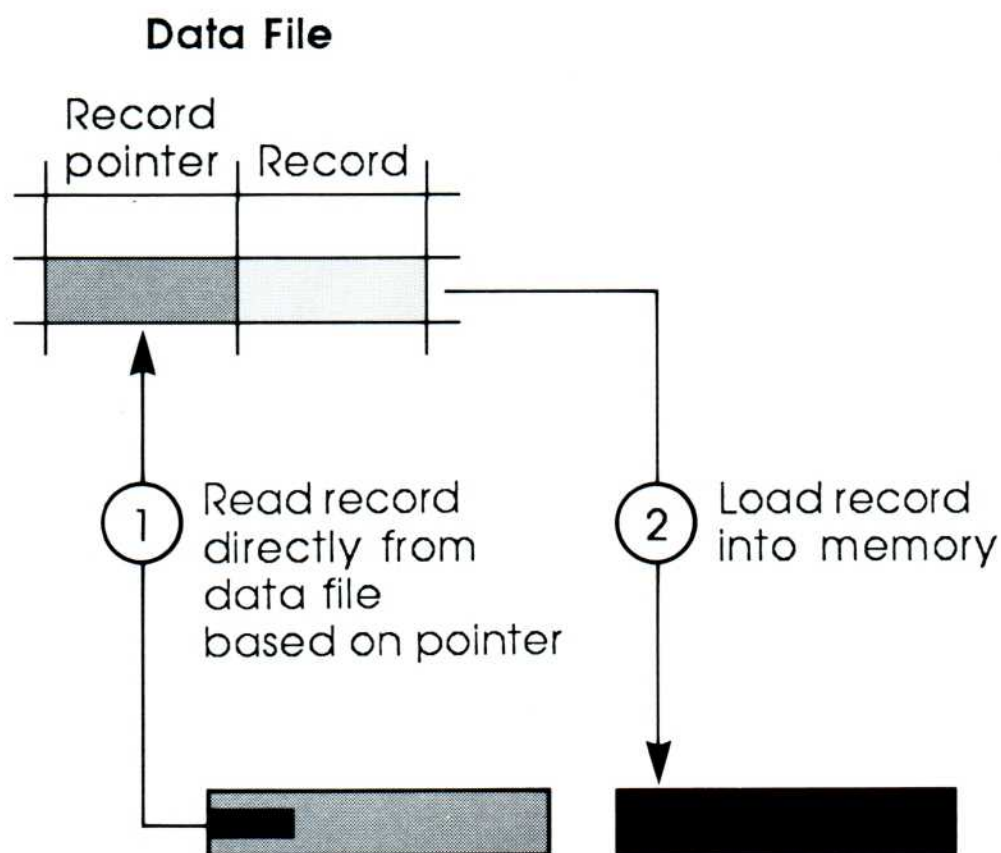 Data File
Record
pointer
Record
1
Read record
directly from
data file
based on pointer
2
Load record
into memory